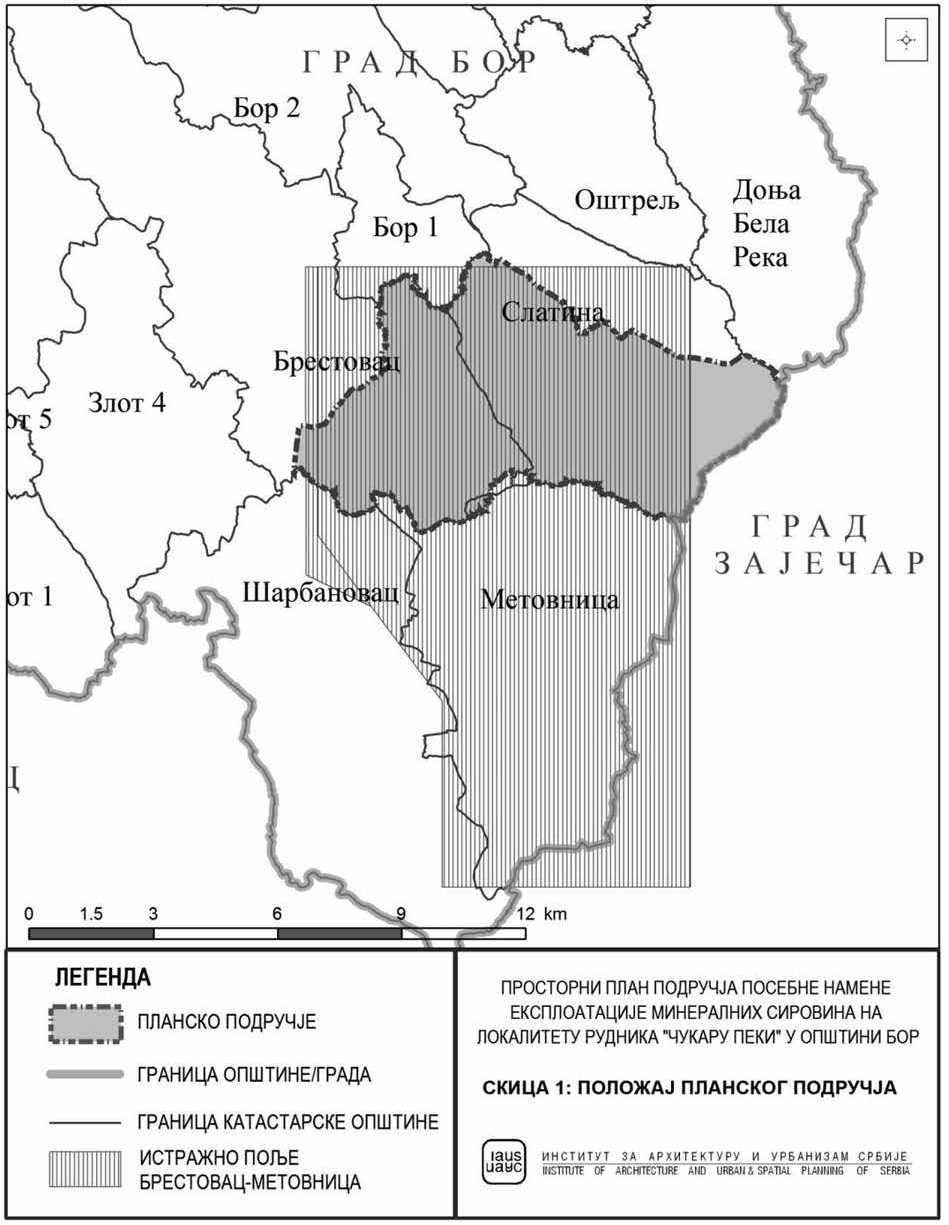 ГРАД БОР
Бор 2
Оштрељ
Доња
Бела
Река
Бор 1
Слатина
Брестовац
Злот 4
от 5
ГРАД
ЗАЈЕЧАР
от 1
Шарбановац
Метовница
Ц
0 1.5 3 6 9 12 km
ЛЕГЕНДА
ПЛАНСКО ПОДРУЧЈЕ
ГРАНИЦА ОПШТИНЕ/ГРАДА
ГРАНИЦА КАТАСТАРСКЕ ОПШТИНЕ
ИСТРАЖНО ПОЉЕ
БРЕСТОВАЦ-МЕТОВНИЦА
ПРОСТОРНИ ПЛАН ПОДРУЧЈА ПОСЕБНЕ НАМЕНЕ
ЕКСПЛОАТАЦИЈЕ МИНЕРАЛНИХ СИРОВИНА НА
ЛОКАЛИТЕТУ РУДНИКА "ЧУКАРУ ПЕКИ" У ОПШТИНИ БОР
СКИЦА 1: ПОЛОЖАЈ ПЛАНСКОГ ПОДРУЧЈА
iaus
иаус
ИНСТИТУТ ЗА АРХИТЕКТУРУ И УРБАНИЗАМ СРБИЈЕ
INSTITUTE OF ARCHITECTURE AND URBAN & SPATIAL PLANNING OF SERBIA